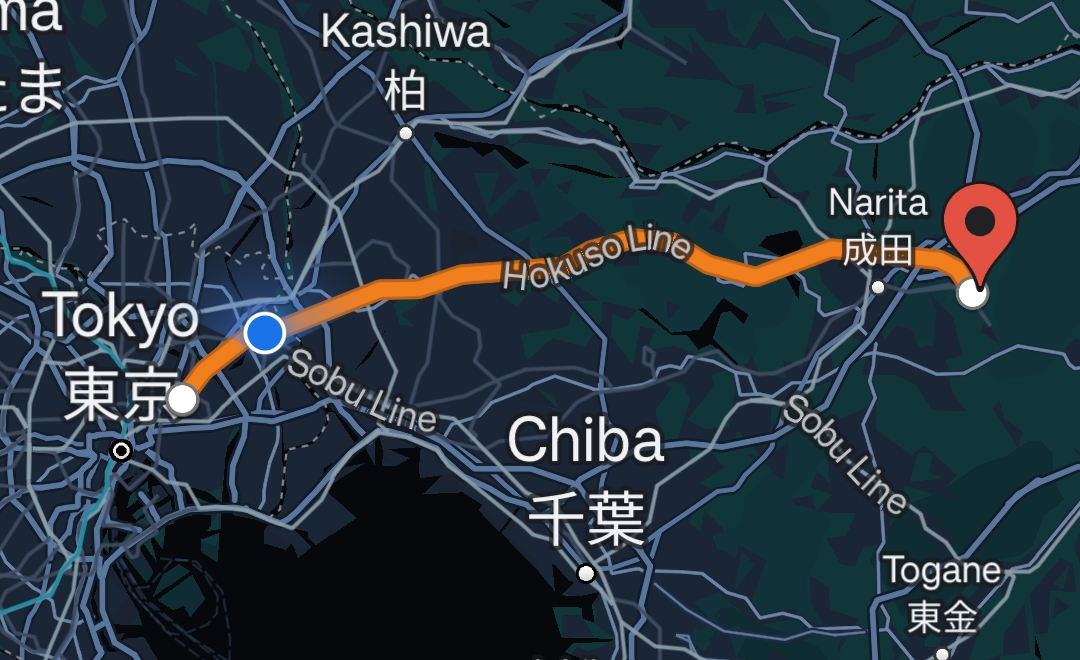 Kashiwa
柏
Narita
成田
Hokuso Line
Tokyo
東京
Sobu Line
Chiba
千葉
Sobu Line
Togane
東金